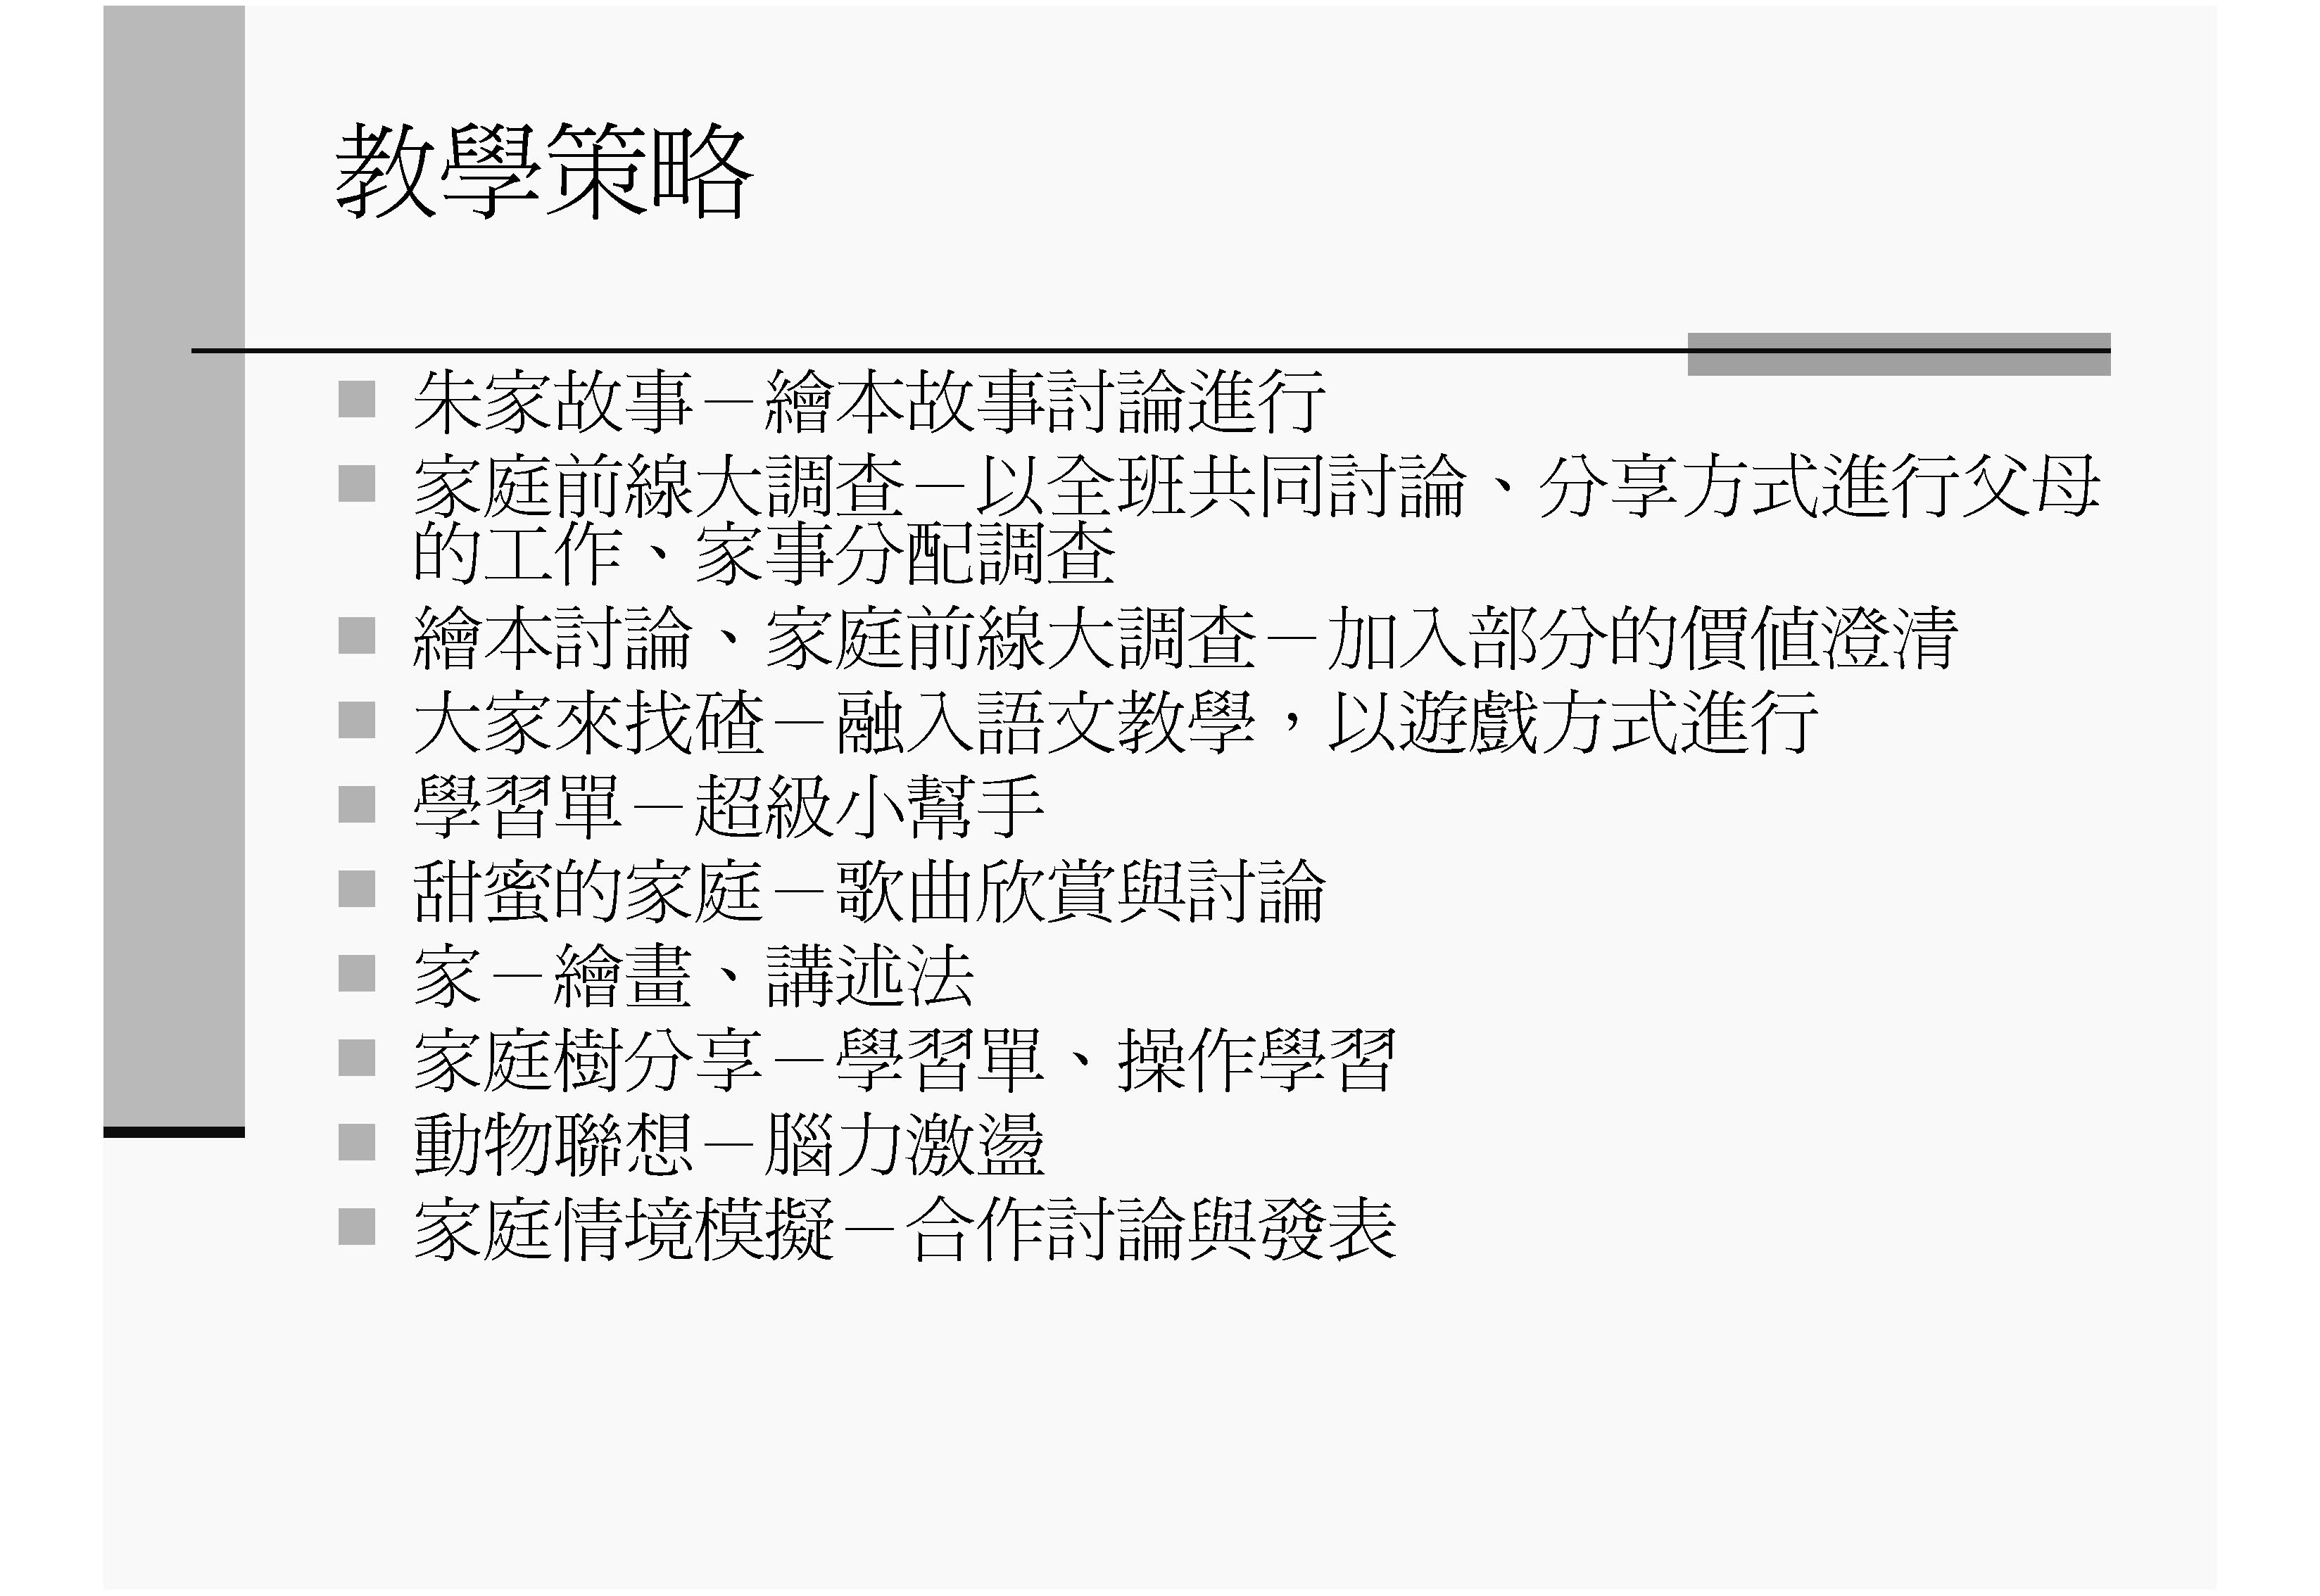 教學策略
朱家故事－繪本故事討論進行
家庭前線大調查－以全班共同討論、分享方式進行父母
的工作、家事分配調查
繪本討論、家庭前線大調查－加入部分的價值澄清
大家來找碴－融入語文教學，以遊戲方式進行
學習單－超級小幫手
甜蜜的家庭－歌曲欣賞與討論
家－繪畫、講述法
家庭樹分享－學習單、操作學習
動物聯想－腦力激盪
家庭情境模擬－合作討論與發表